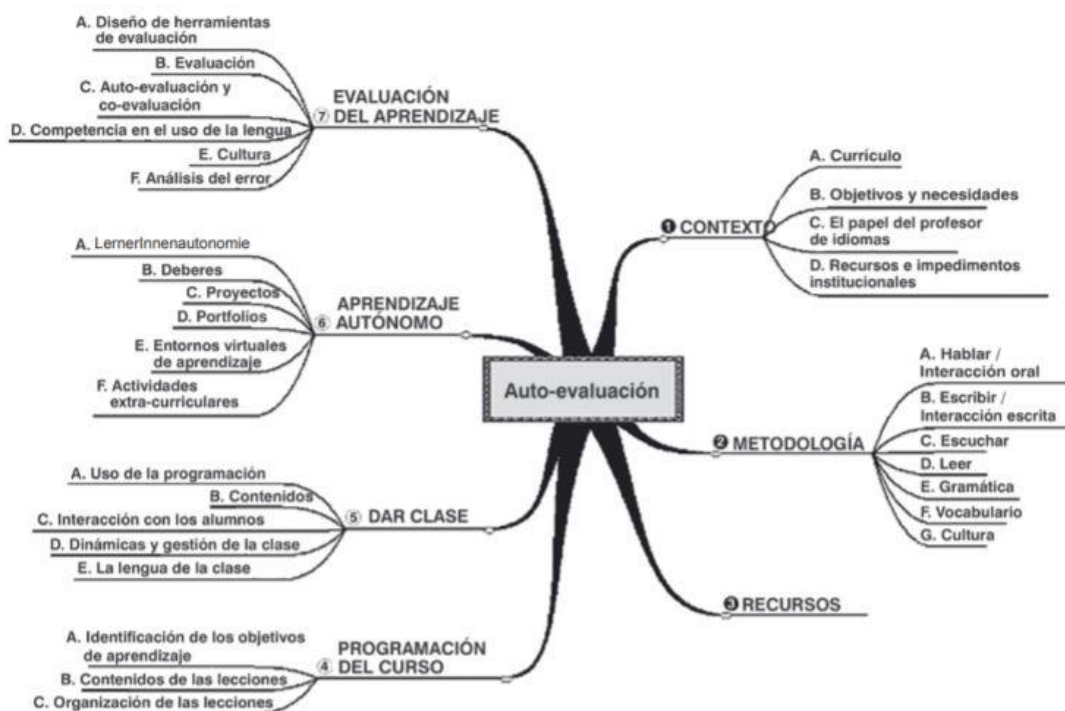 Auto-evaluación
❶ CONTEXTO
A. Currículo
B. Objetivos y necesidades
C. El papel del profesor
de idiomas
D. Recursos e impedimentos
institucionales
❷ METODOLOGÍA
A. Hablar /
Interacción oral
B. Escribir /
Interacción escrita
C. Escuchar
D. Leer
E. Gramática
F. Vocabulario
G. Cultura
❸ RECURSOS
④ PROGRAMACIÓN
DEL CURSO
A. Identificación de los objetivos
de aprendizaje
B. Contenidos de las lecciones
C. Organización de las lecciones
⑤ DAR CLASE
A. Uso de la programación
B. Contenidos
C. Interacción con los alumnos
D. Dinámicas y gestión de la clase
E. La lengua de la clase
⑥ APRENDIZAJE
AUTÓNOMO
A. LernerInnenautonomie
B. Deberes
C. Proyectos
D. Portfolios
E. Entornos virtuales
de aprendizaje
F. Actividades
extra-curriculares
⑦ EVALUACIÓN
DEL APRENDIZAJE
A. Diseño de herramientas
de evaluación
B. Evaluación
C. Auto-evaluación y
co-evaluación
D. Competencia en el uso de la lengua
E. Cultura
F. Análisis del error